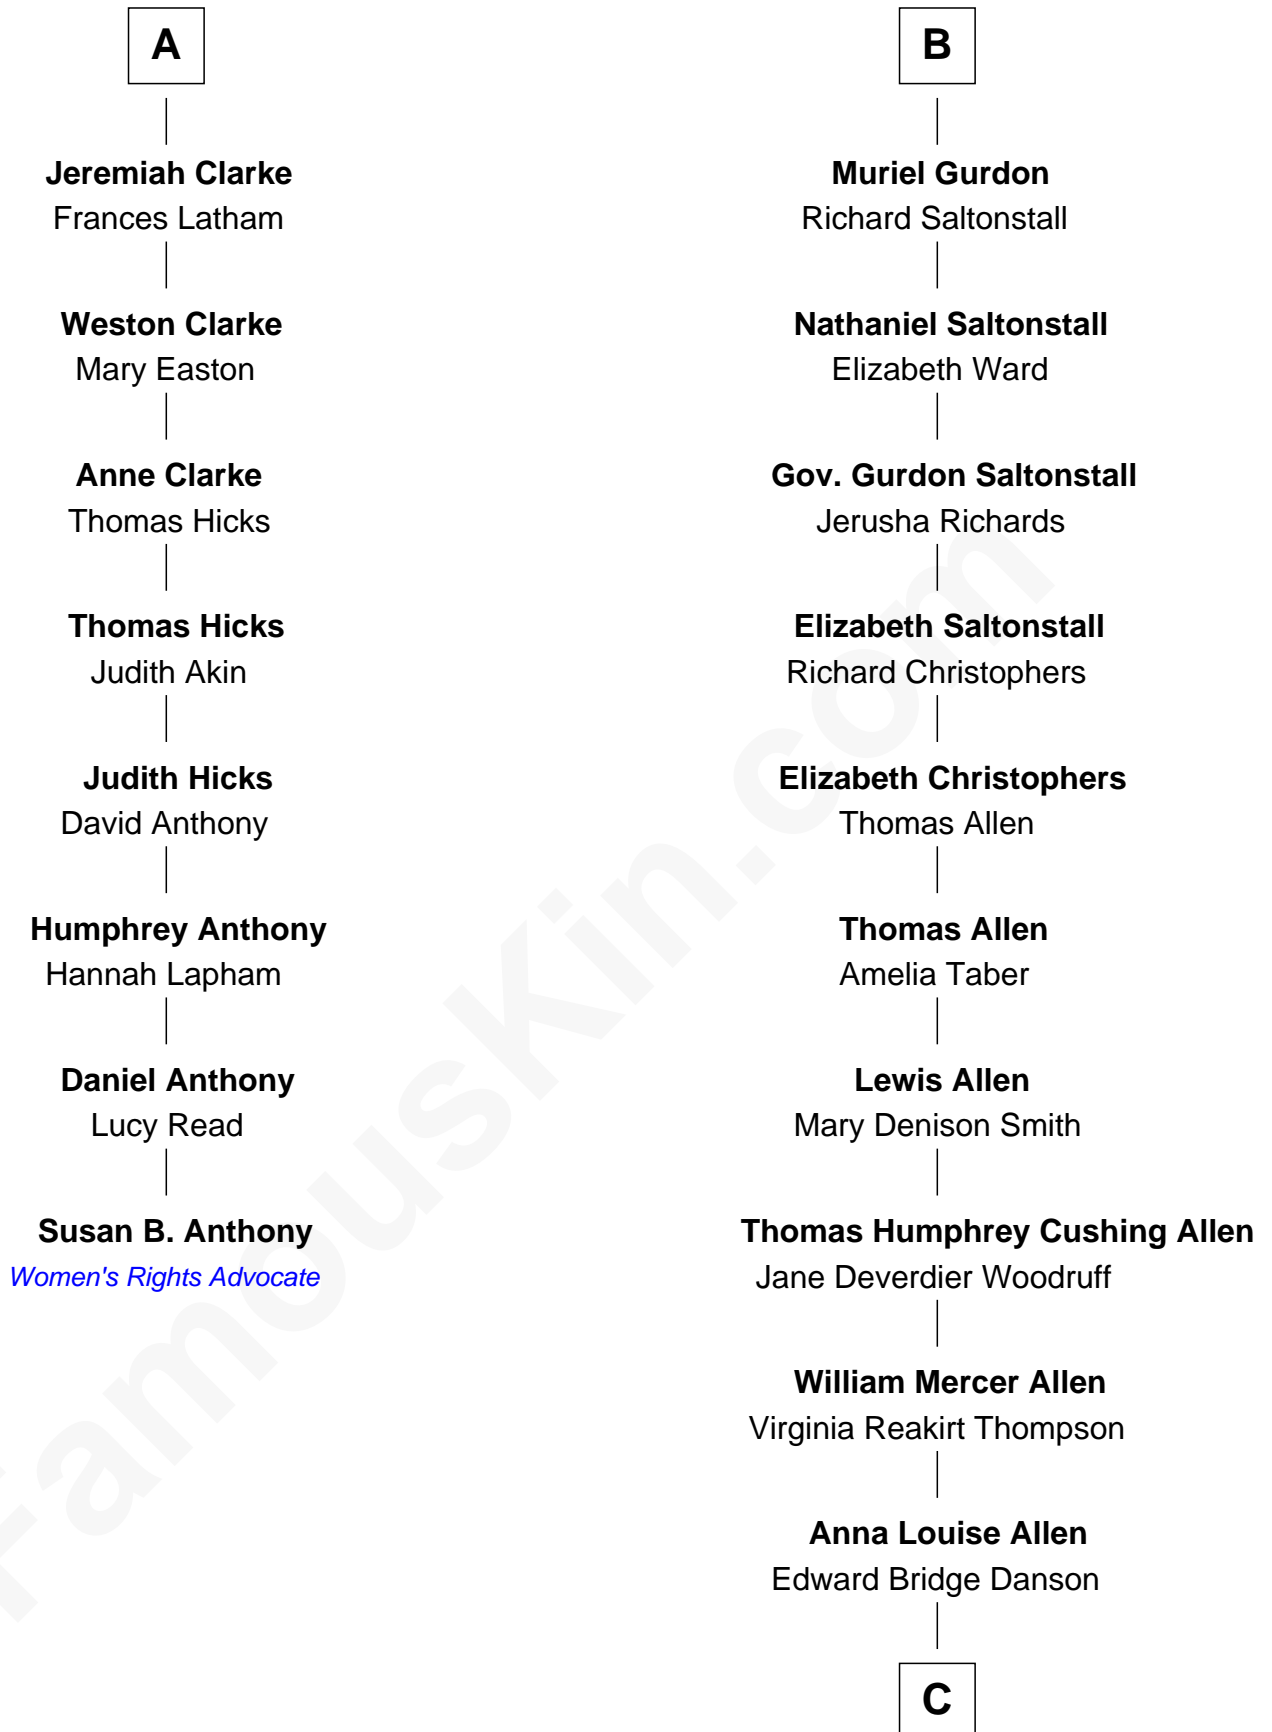 A
Jeremiah Clarke
Frances Latham
Weston Clarke
Mary Easton
Anne Clarke
Thomas Hicks
Thomas Hicks
Judith Akin
Judith Hicks
David Anthony
Humphrey Anthony
Hannah Lapham
Daniel Anthony
Lucy Read
Susan B. Anthony
Women's Rights Advocate
B
Muriel Gurdon
Richard Saltonstall
Nathaniel Saltonstall
Elizabeth Ward
Gov. Gurdon Saltonstall
Jerusha Richards
Elizabeth Saltonstall
Richard Christophers
Elizabeth Christophers
Thomas Allen
Thomas Allen
Amelia Taber
Lewis Allen
Mary Denison Smith
Thomas Humphrey Cushing Allen
Jane Deverdier Woodruff
William Mercer Allen
Virginia Reakirt Thompson
Anna Louise Allen
Edward Bridge Danson
C
FamousKin.com